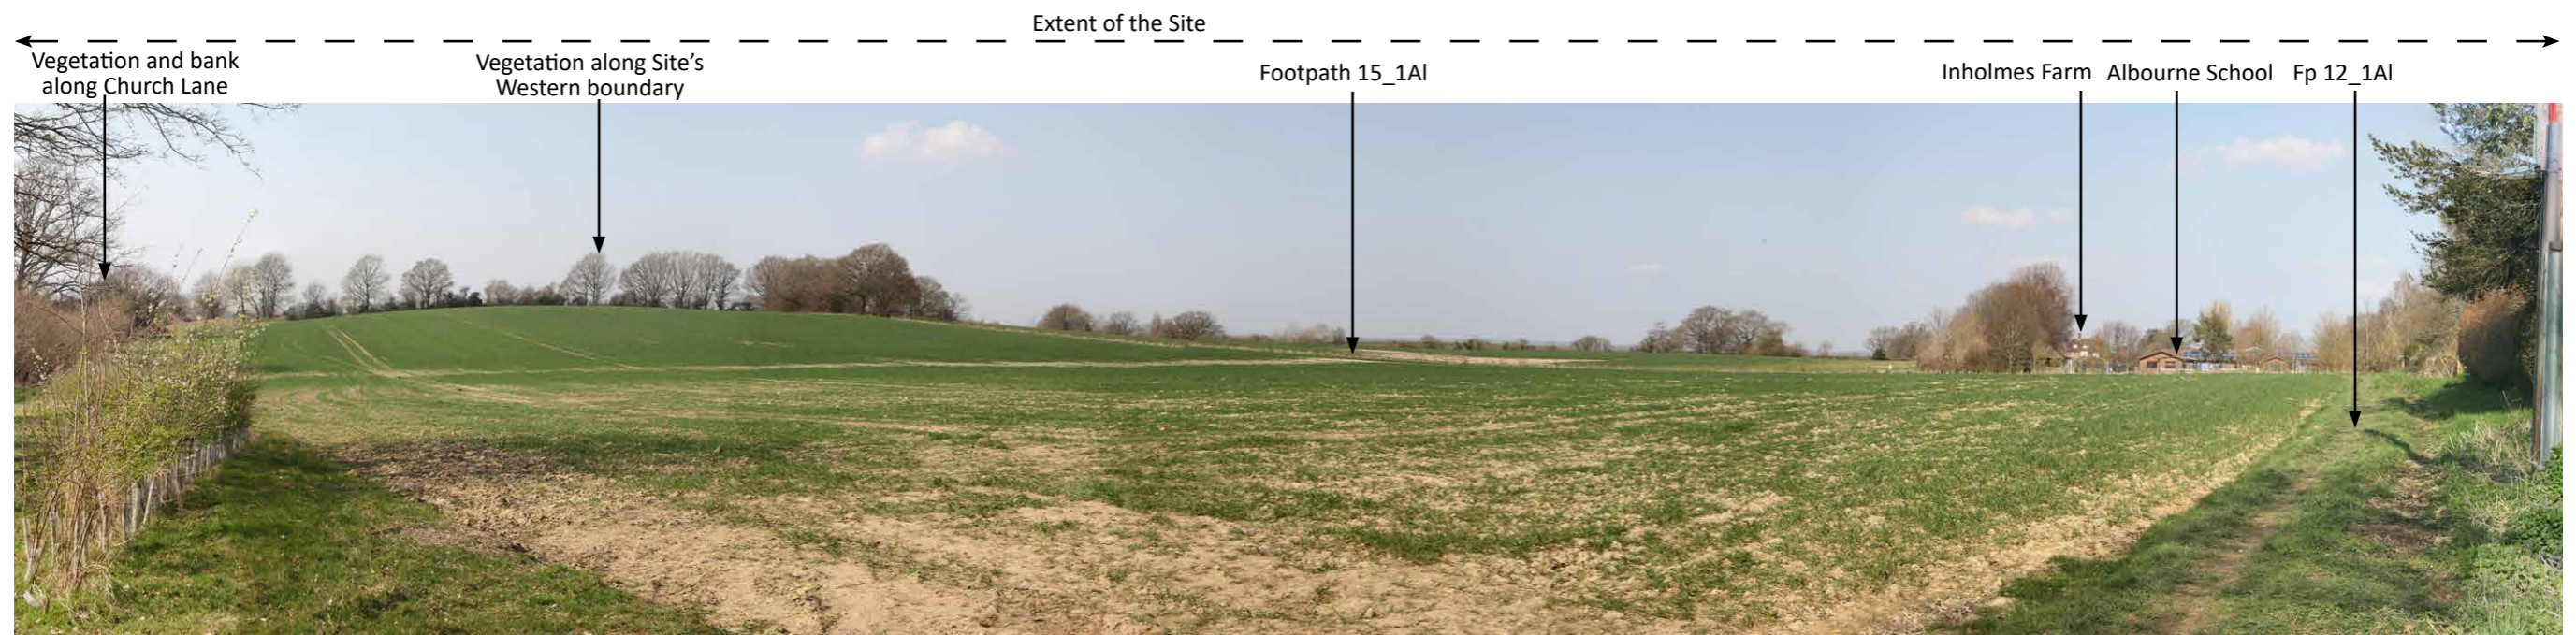 Extent of the Site
Vegetation and bank
along Church Lane
Vegetation along Site's
Western boundary
Footpath 15_1Al
Inholmes Farm
Albourne School
Fp 12_1Al